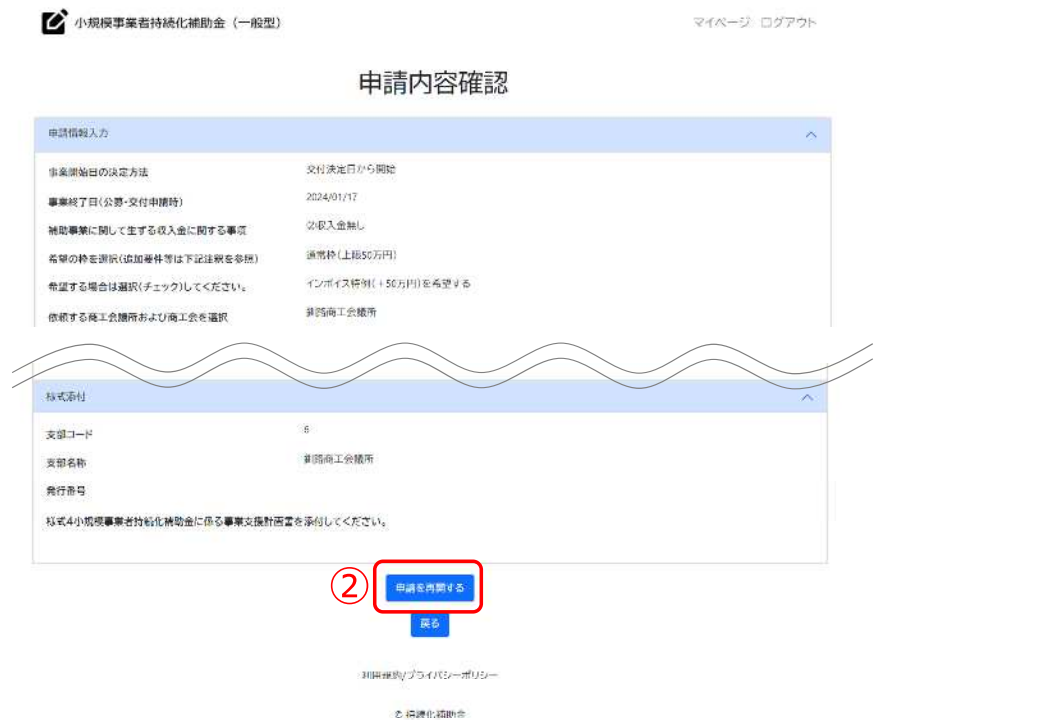 小規模事業者持続化補助金（一般型）
マイページ ログアウト
申請内容確認
申請情報入力
事業開始日の決定方法 交付決定日から開始
事業終了日(公募・交付申請時) 2024/01/17
補助事業に関して生ずる収入金に関する事項 ②収入金無し
希望の枠を選択(追加要件等は下記注釈を参照) 通常枠(上限50万円)
希望する場合は選択(チェック)してください。 インボイス特例(+50万円)を希望する
依頼する商工会議所および商工会を選択 釧路商工会議所
様式添付
支部コード 6
支部名称 釧路商工会議所
発行番号
様式4小規模事業者持続化補助金に係る事業支援計画書を添付してください。
② 申請を再開する
戻る
利用規約/プライバシーポリシー
© 持続化補助金